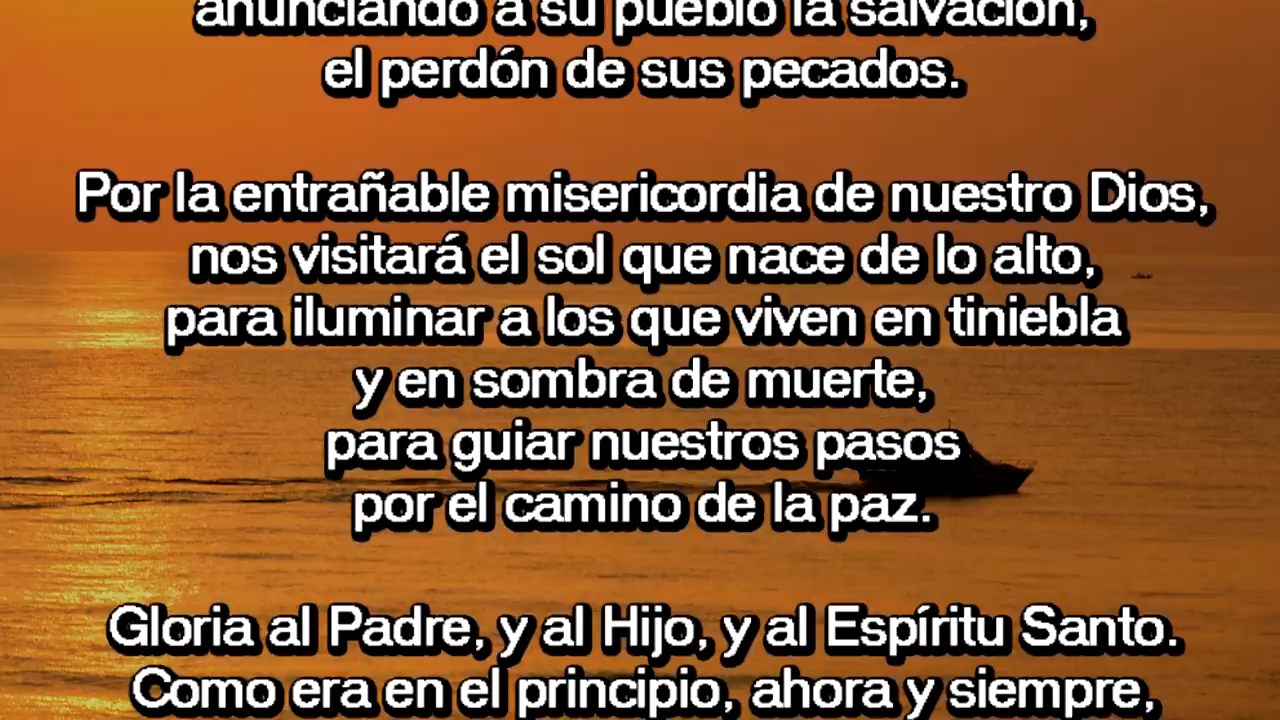 anunciando a su pueblo la salvación,
el perdón de sus pecados.
Por la entrañable misericordia de nuestro Dios,
nos visitará el sol que nace de lo alto,
para iluminar a los que viven en tiniebla
y en sombra de muerte,
para guiar nuestros pasos
por el camino de la paz.
Gloria al Padre, y al Hijo, y al Espíritu Santo.
Como era en el principio, ahora y siempre,